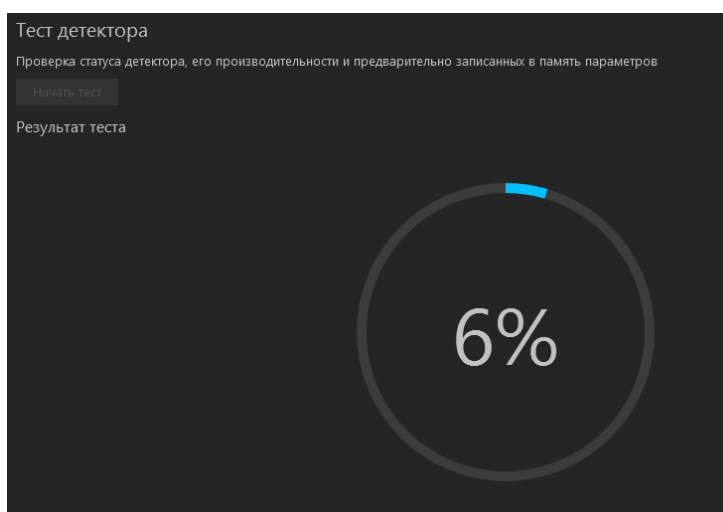 Тест детектора
Проверка статуса детектора, его производительности и предварительно записанных в память параметров
Начать тест
Результат теста
6%